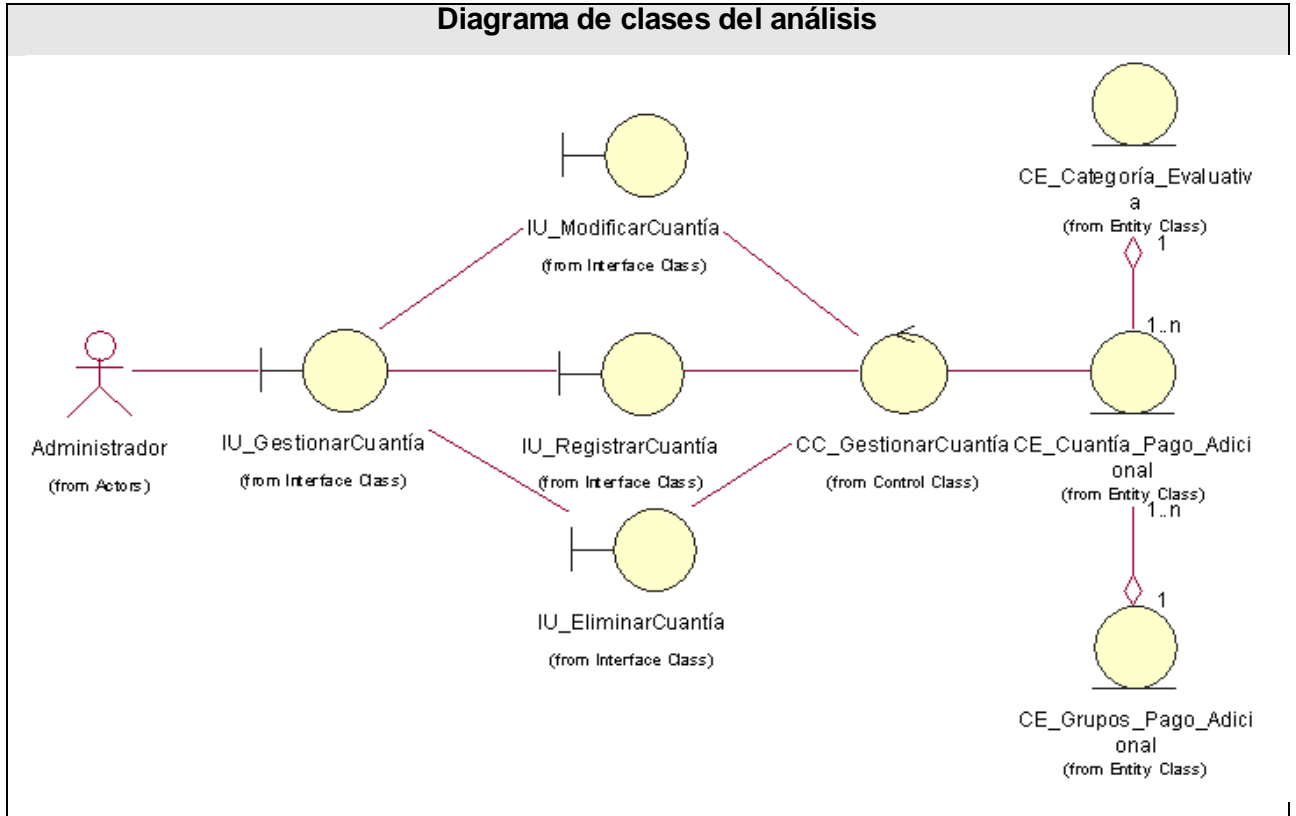 Diagrama de clases del análisis
CE_Categoría_Evaluativ
a
(from Entity Class)
1
1..n
IU_ModificarCuantía
(from Interface Class)
Administrador
(from Actors)
IU_GestionarCuantía
(from Interface Class)
IU_RegistrarCuantía
(from Interface Class)
CC_GestionarCuantía
(from Control Class)
CE_Cuantía_Pago_Adici
onal
(from Entity Class)
1..n
1
IU_EliminarCuantía
(from Interface Class)
CE_Grupos_Pago_Adici
onal
(from Entity Class)